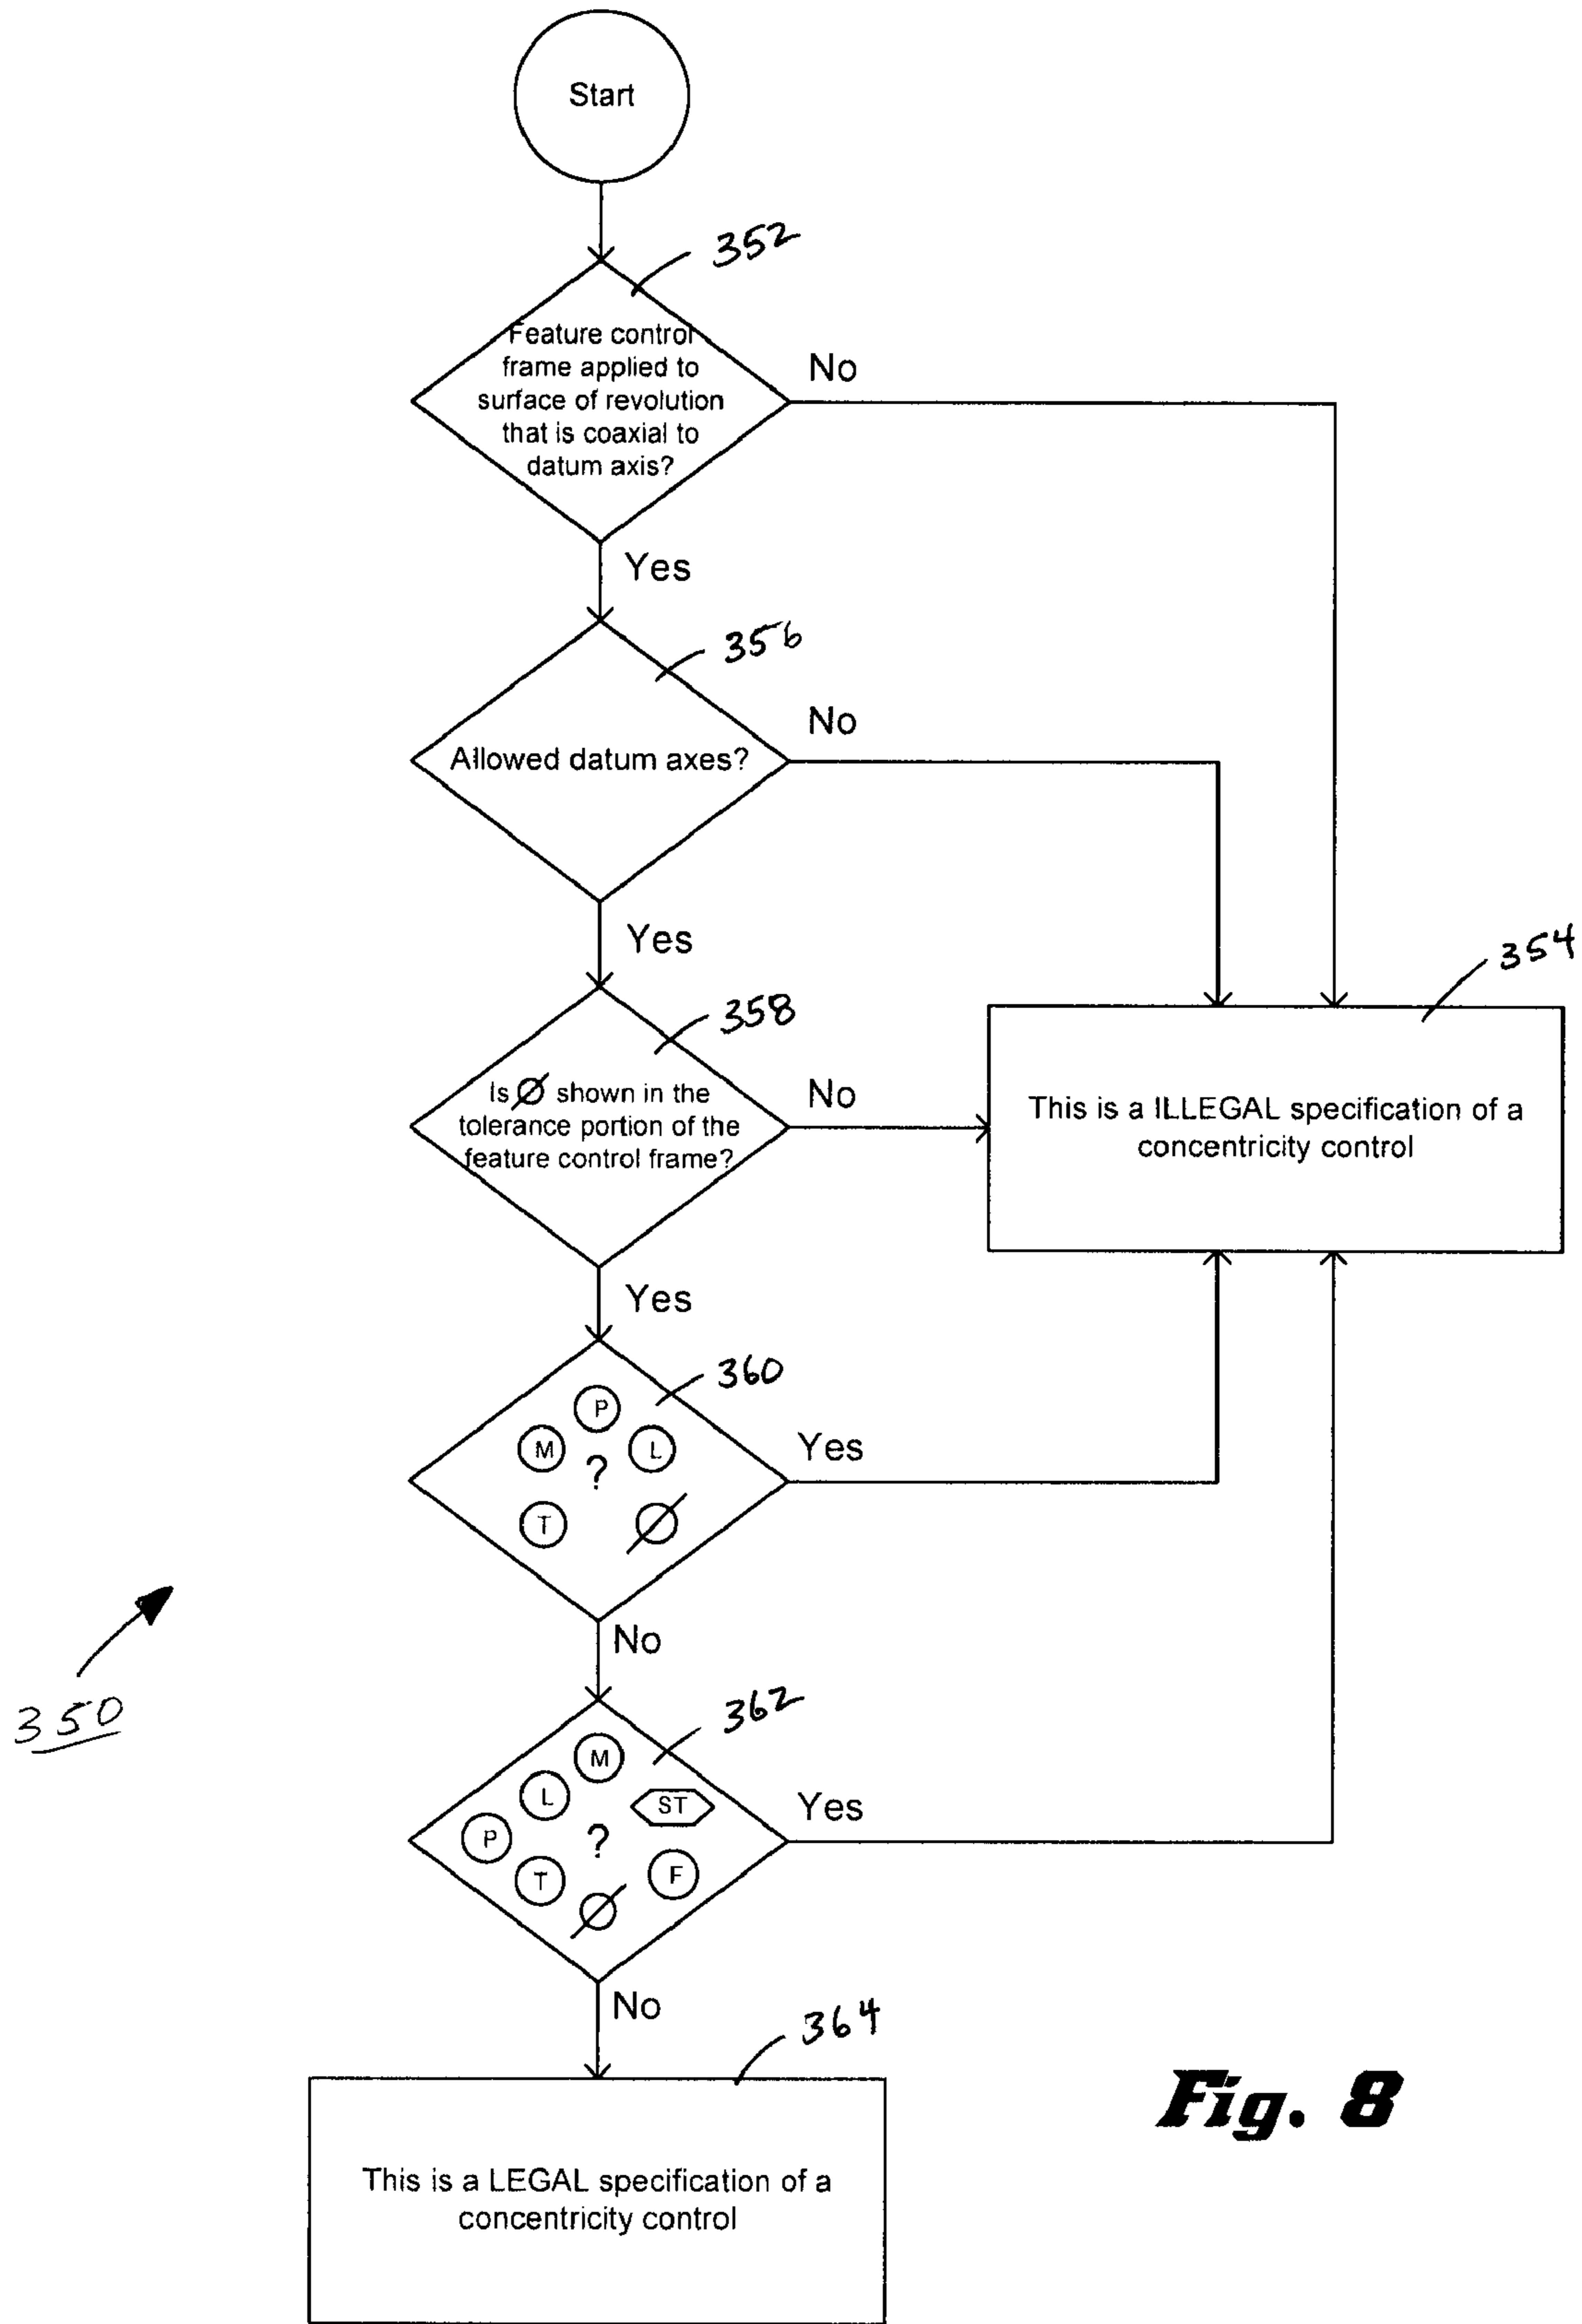 Start
352
Feature control
frame applied to
surface of revolution
that is coaxial to
datum axis?
No
Yes
356
Allowed datum axes?
No
Yes
354
This is a ILLEGAL specification of a
concentricity control
358
Is Ø shown in the
tolerance portion of the
feature control frame?
No
Yes
360
P
M
L
?
T
Ø
Yes
No
350
362
M
L
ST
P
?
T
F
Ø
Yes
No
364
This is a LEGAL specification of a
concentricity control
Fig. 8